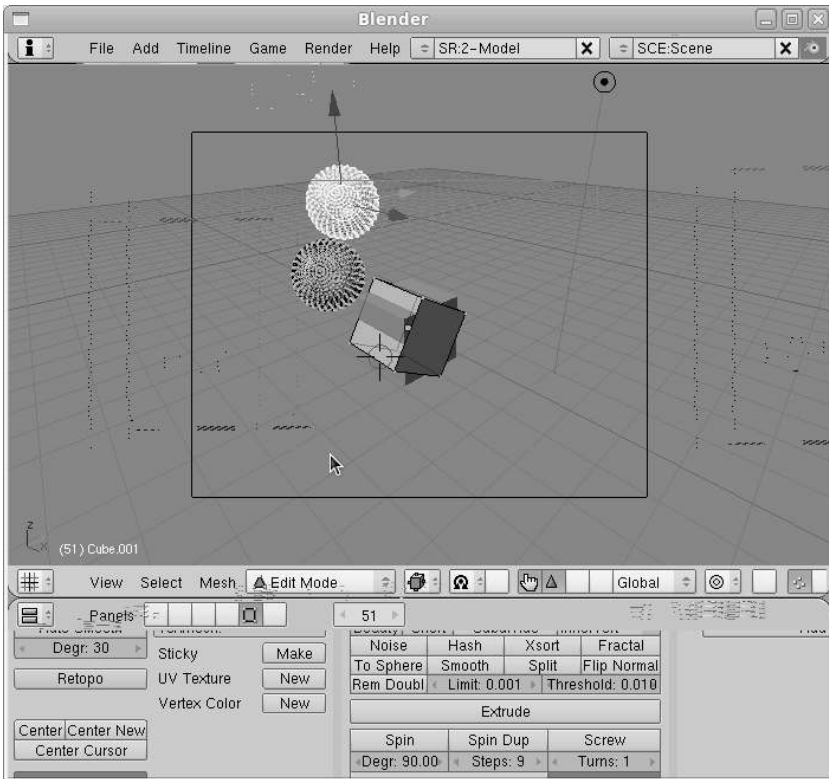 Blender
File Add Timeline Game Render Help SR:2-Model SCE:Scene
z
x
(51) Cube.001
View Select Mesh Edit Mode Global
Panels 51
Degr: 30 Sticky Make Noise Hash Xsort Fractal
To Sphere Smooth Split Flip Normal
Retopo UV Texture New Rem Doubl Limit: 0.001 Threshold: 0.010
Vertex Color New Extrude
Center Center New Spin Spin Dup Screw
Center Cursor Degr: 90.00 Steps: 9 Turns: 1